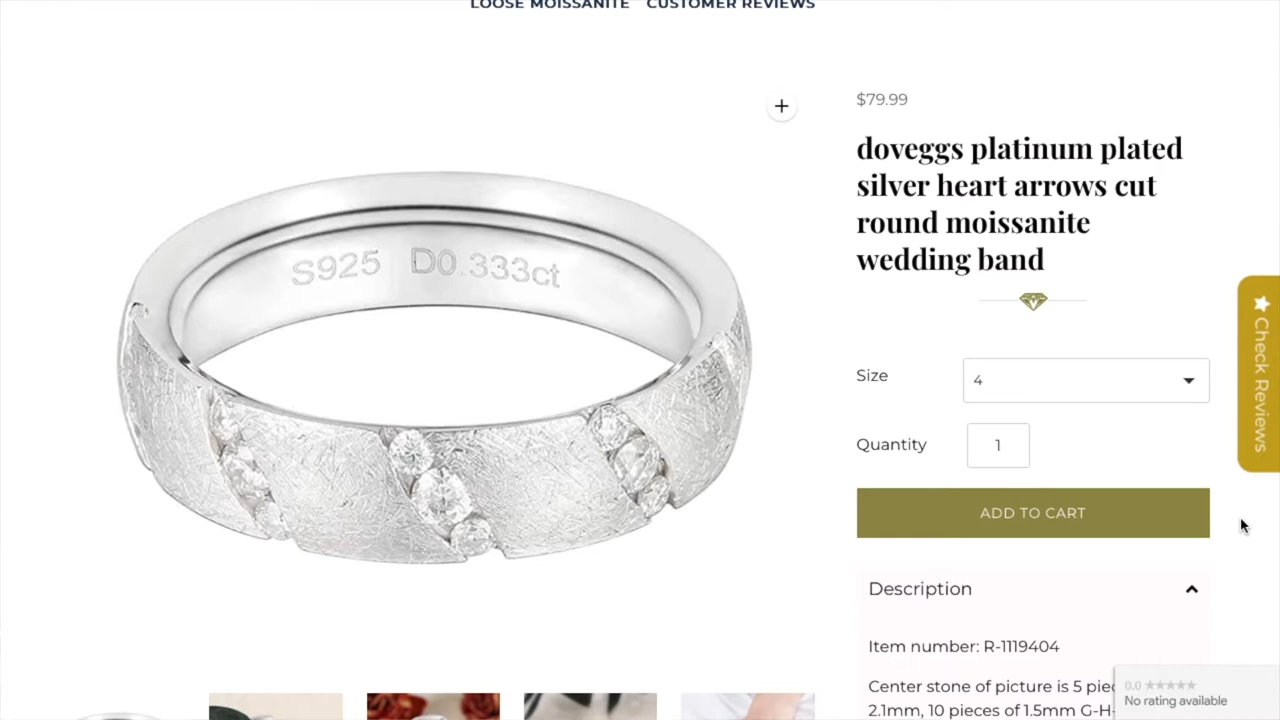 LOOSE MOISSANITE CUSTOMER REVIEWS
$79.99
doveggs platinum plated
silver heart arrows cut
round moissanite
wedding band
S925 D0.333ct
Size 4
Quantity 1
ADD TO CART
Check Reviews
Description
Item number: R-1119404
Center stone of picture is 5
2.1mm, 10 pieces of 1.5mm G-H-
0.0
No rating available